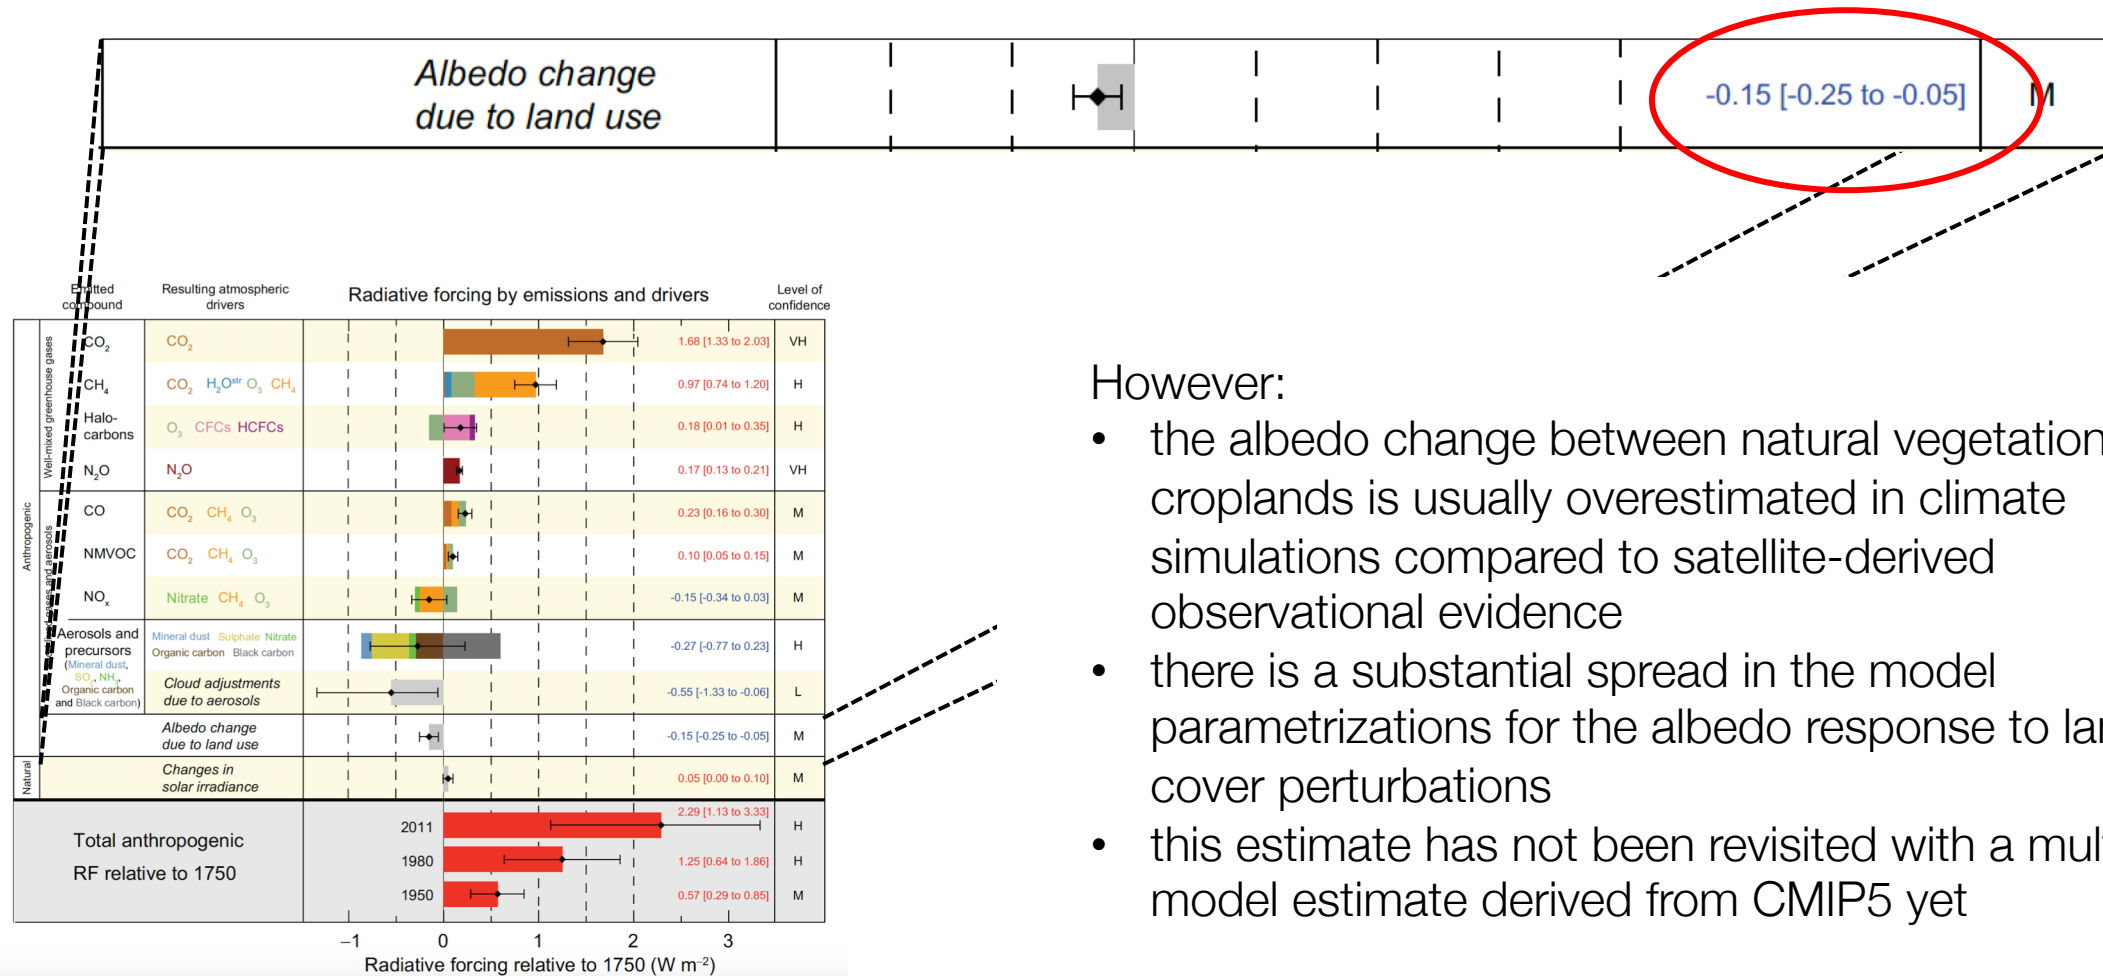 Albedo change
due to land use
-0.15 [-0.25 to -0.05]
M
Emitted compound
Resulting atmospheric drivers
Radiative forcing by emissions and drivers
Level of confidence
Anthropogenic
Well-mixed greenhouse gases
CO2 CO2 1.68 [1.33 to 2.03] VH
CH4 CO2 H2Ostr O3 CH4 0.97 [0.74 to 1.20] H
Halo-carbons O3 CFCs HCFCs 0.18 [0.01 to 0.35] H
N2O N2O 0.17 [0.13 to 0.21] VH
gases and aerosols
CO CO2 CH4 O3 0.23 [0.16 to 0.30] M
NMVOC CO2 CH4 O3 0.10 [0.05 to 0.15] M
NOx Nitrate CH4 O3 -0.15 [-0.34 to 0.03] M
Aerosols and
precursors
(Mineral dust,
SO2, NH3,
Organic carbon
and Black carbon)
Mineral dust Sulphate Nitrate
Organic carbon Black carbon
-0.27 [-0.77 to 0.23] H
Cloud adjustments
due to aerosols
-0.55 [-1.33 to -0.06] L
Albedo change
due to land use
-0.15 [-0.25 to -0.05] M
Natural
Changes in
solar irradiance
0.05 [0.00 to 0.10] M
Total anthropogenic
RF relative to 1750
2011 2.29 [1.13 to 3.33] H
1980 1.25 [0.64 to 1.86] H
1950 0.57 [0.29 to 0.85] M
−1 0 1 2 3
Radiative forcing relative to 1750 (W m−2)
However:
• the albedo change between natural vegetation
croplands is usually overestimated in climate
simulations compared to satellite-derived
observational evidence
• there is a substantial spread in the model
parametrizations for the albedo response to
cover perturbations
• this estimate has not been revisited with a
model estimate derived from CMIP5 yet